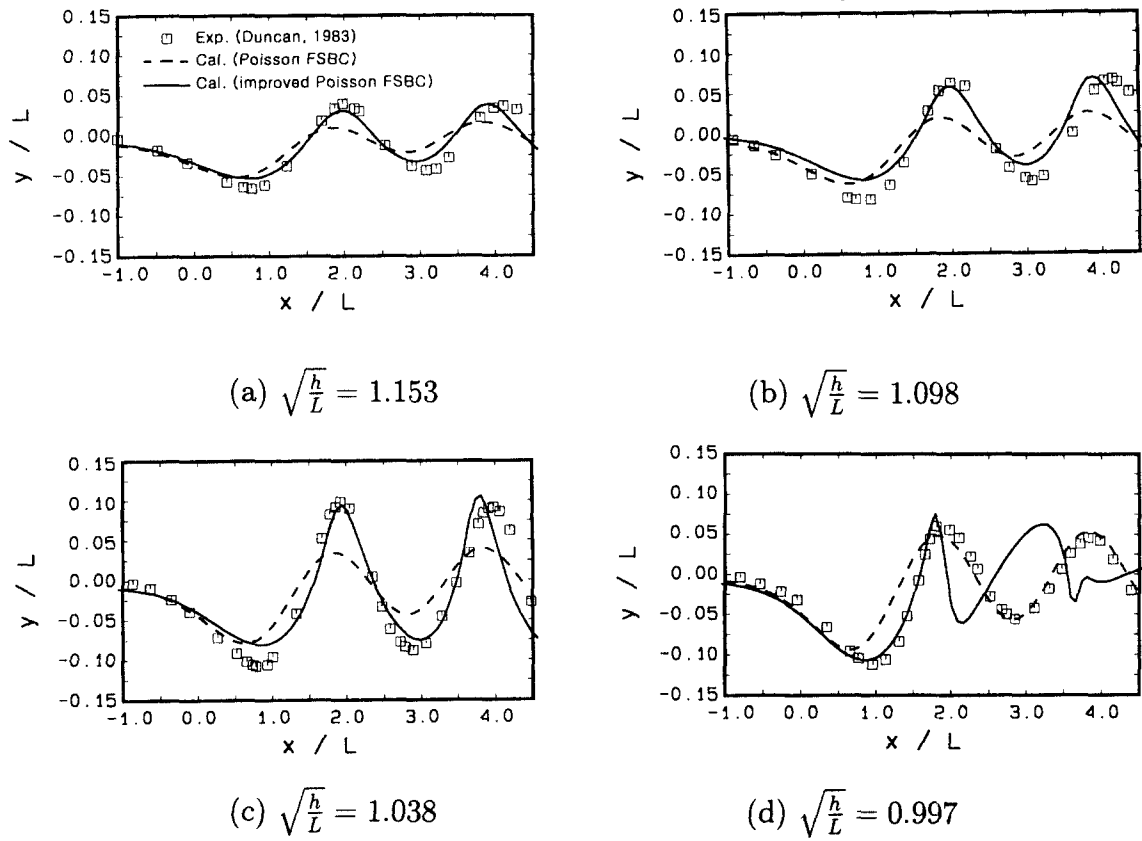 0.15
0.10
0.05
0.00
-0.05
-0.10
-0.15
y / L
Exp. (Duncan, 1983)
Cal. (Poisson FSBC)
Cal. (improved Poisson FSBC)
-1.0 0.0 1.0 2.0 3.0 4.0
x / L
(a) √(h/L) = 1.153
0.15
0.10
0.05
0.00
-0.05
-0.10
-0.15
y / L
-1.0 0.0 1.0 2.0 3.0 4.0
x / L
(b) √(h/L) = 1.098
0.15
0.10
0.05
0.00
-0.05
-0.10
-0.15
y / L
-1.0 0.0 1.0 2.0 3.0 4.0
x / L
(c) √(h/L) = 1.038
0.15
0.10
0.05
0.00
-0.05
-0.10
-0.15
y / L
-1.0 0.0 1.0 2.0 3.0 4.0
x / L
(d) √(h/L) = 0.997